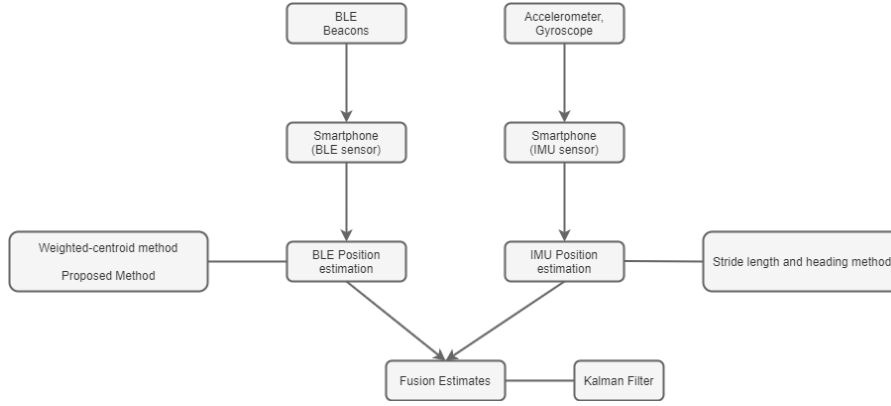 BLE
Beacons
Accelerometer,
Gyroscope
Smartphone
(BLE sensor)
Smartphone
(IMU sensor)
Weighted-centroid method
Proposed Method
BLE Position
estimation
IMU Position
estimation
Stride length and heading method
Fusion Estimates
Kalman Filter